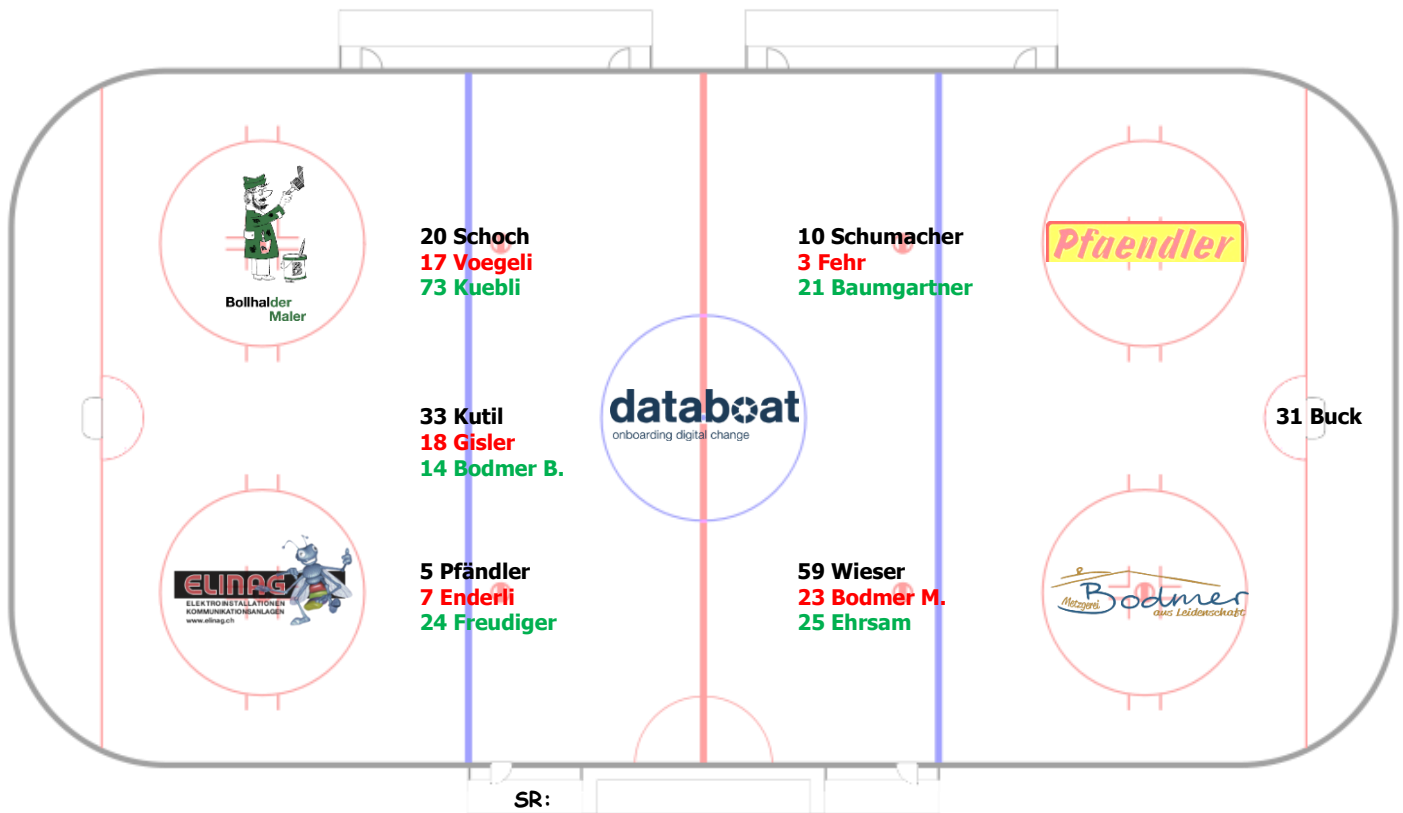 20 Schoch
17 Voegeli
73 Kuebli
10 Schumacher
3 Fehr
21 Baumgartner
Pfaendler
Bollhalder
Maler
33 Kutil
18 Gisler
14 Bodmer B.
databoat
onboarding digital change
31 Buck
ELINAG
ELEKTROINSTALLATIONEN
KOMMUNIKATIONSANLAGEN
www.elinag.ch
5 Pfändler
7 Enderli
24 Freudiger
59 Wieser
23 Bodmer M.
25 Ehrsam
Metzgerei Bodmer
aus Leidenschaft
SR: